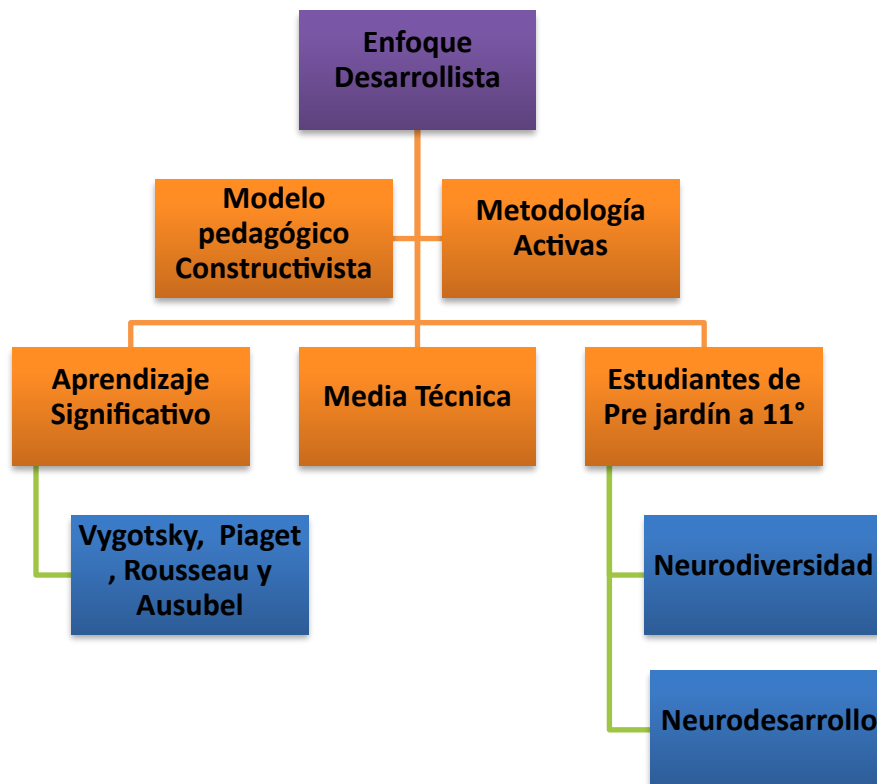 Enfoque
Desarrollista
Modelo
pedagógico
Constructivista
Metodología
Activas
Aprendizaje
Significativo
Media Técnica
Estudiantes de
Pre jardín a 11°
Vygotsky, Piaget
, Rousseau y
Ausubel
Neurodiversidad
Neurodesarrollo